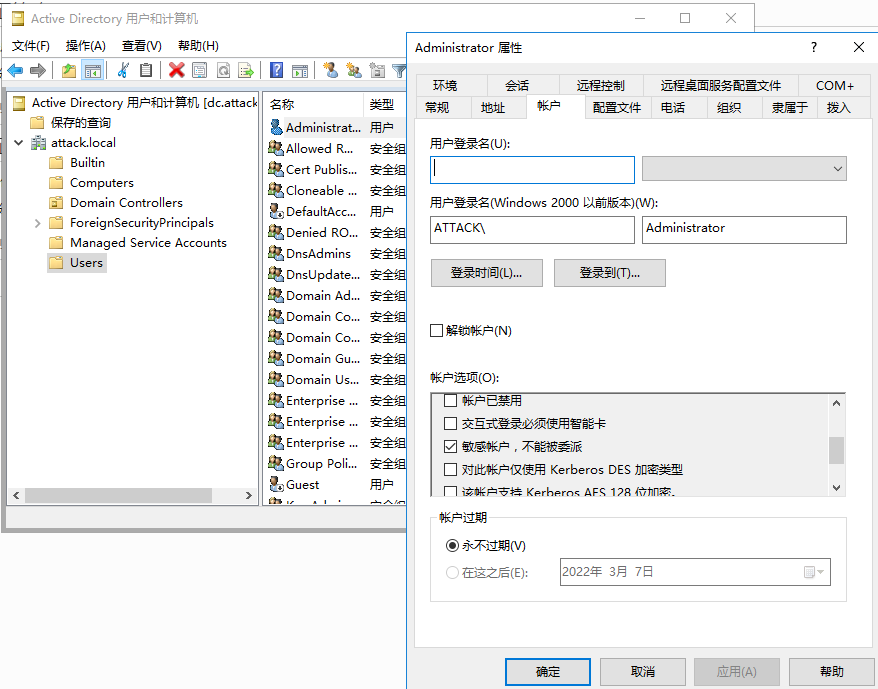 Active Directory 用户和计算机
文件(F) 操作(A) 查看(V) 帮助(H)
Active Directory 用户和计算机 [dc.attack
保存的查询
attack.local
Builtin
Computers
Domain Controllers
ForeignSecurityPrincipals
Managed Service Accounts
Users
名称 类型
Administrat... 用户
Allowed R... 安全组
Cert Publis... 安全组
Cloneable ... 安全组
DefaultAcc... 用户
Denied RO... 安全组
DnsAdmins 安全组
DnsUpdate... 安全组
Domain Ad... 安全组
Domain Co... 安全组
Domain Co... 安全组
Domain Gu... 安全组
Domain Us... 安全组
Enterprise ... 安全组
Enterprise ... 安全组
Enterprise ... 安全组
Group Poli... 安全组
Guest 用户
Administrator 属性
环境 会话 远程控制 远程桌面服务配置文件 COM+
常规 地址 帐户 配置文件 电话 组织 隶属于 拨入
用户登录名(U):
用户登录名(Windows 2000 以前版本)(W):
ATTACK\ Administrator
登录时间(L)... 登录到(T)...
解锁帐户(N)
帐户选项(O):
帐户已禁用
交互式登录必须使用智能卡
敏感帐户，不能被委派
对此帐户仅使用 Kerberos DES 加密类型
该帐户支持 Kerberos AES 128 位加密。
帐户过期
永不过期(V)
在这之后(E): 2022年 3月 7日
确定 取消 应用(A) 帮助